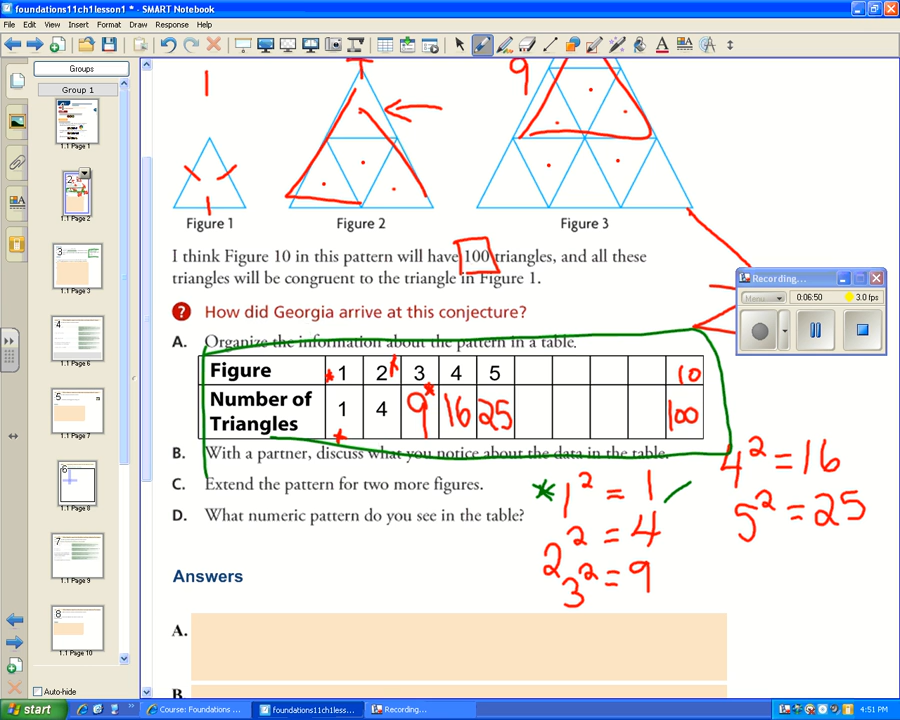 foundations11ch1lesson1 * - SMART Notebook
File Edit View Insert Format Draw Response Help
Groups
Group 1
1.1 Page 1
1.1 Page 2
1.1 Page 3
1.1 Page 4
1.1 Page 7
1.1 Page 8
1.1 Page 9
1.1 Page 10
Auto-hide
1
9
Figure 1 Figure 2 Figure 3
I think Figure 10 in this pattern will have 100 triangles, and all these
triangles will be congruent to the triangle in Figure 1.
? How did Georgia arrive at this conjecture?
A. Organize the information about the pattern in a table.
Figure 1 2 3 4 5 10
Number of Triangles 1 4 9 16 25 100
B. With a partner, discuss what you notice about the data in the table.
C. Extend the pattern for two more figures.
D. What numeric pattern do you see in the table?
* 1² = 1
2² = 4
3² = 9
4² = 16
5² = 25
Answers
A.
B
Recording...
Menu 0:06:50 3.0 fps
start Course: Foundations ... foundations11ch1less... Recording... 4:51 PM